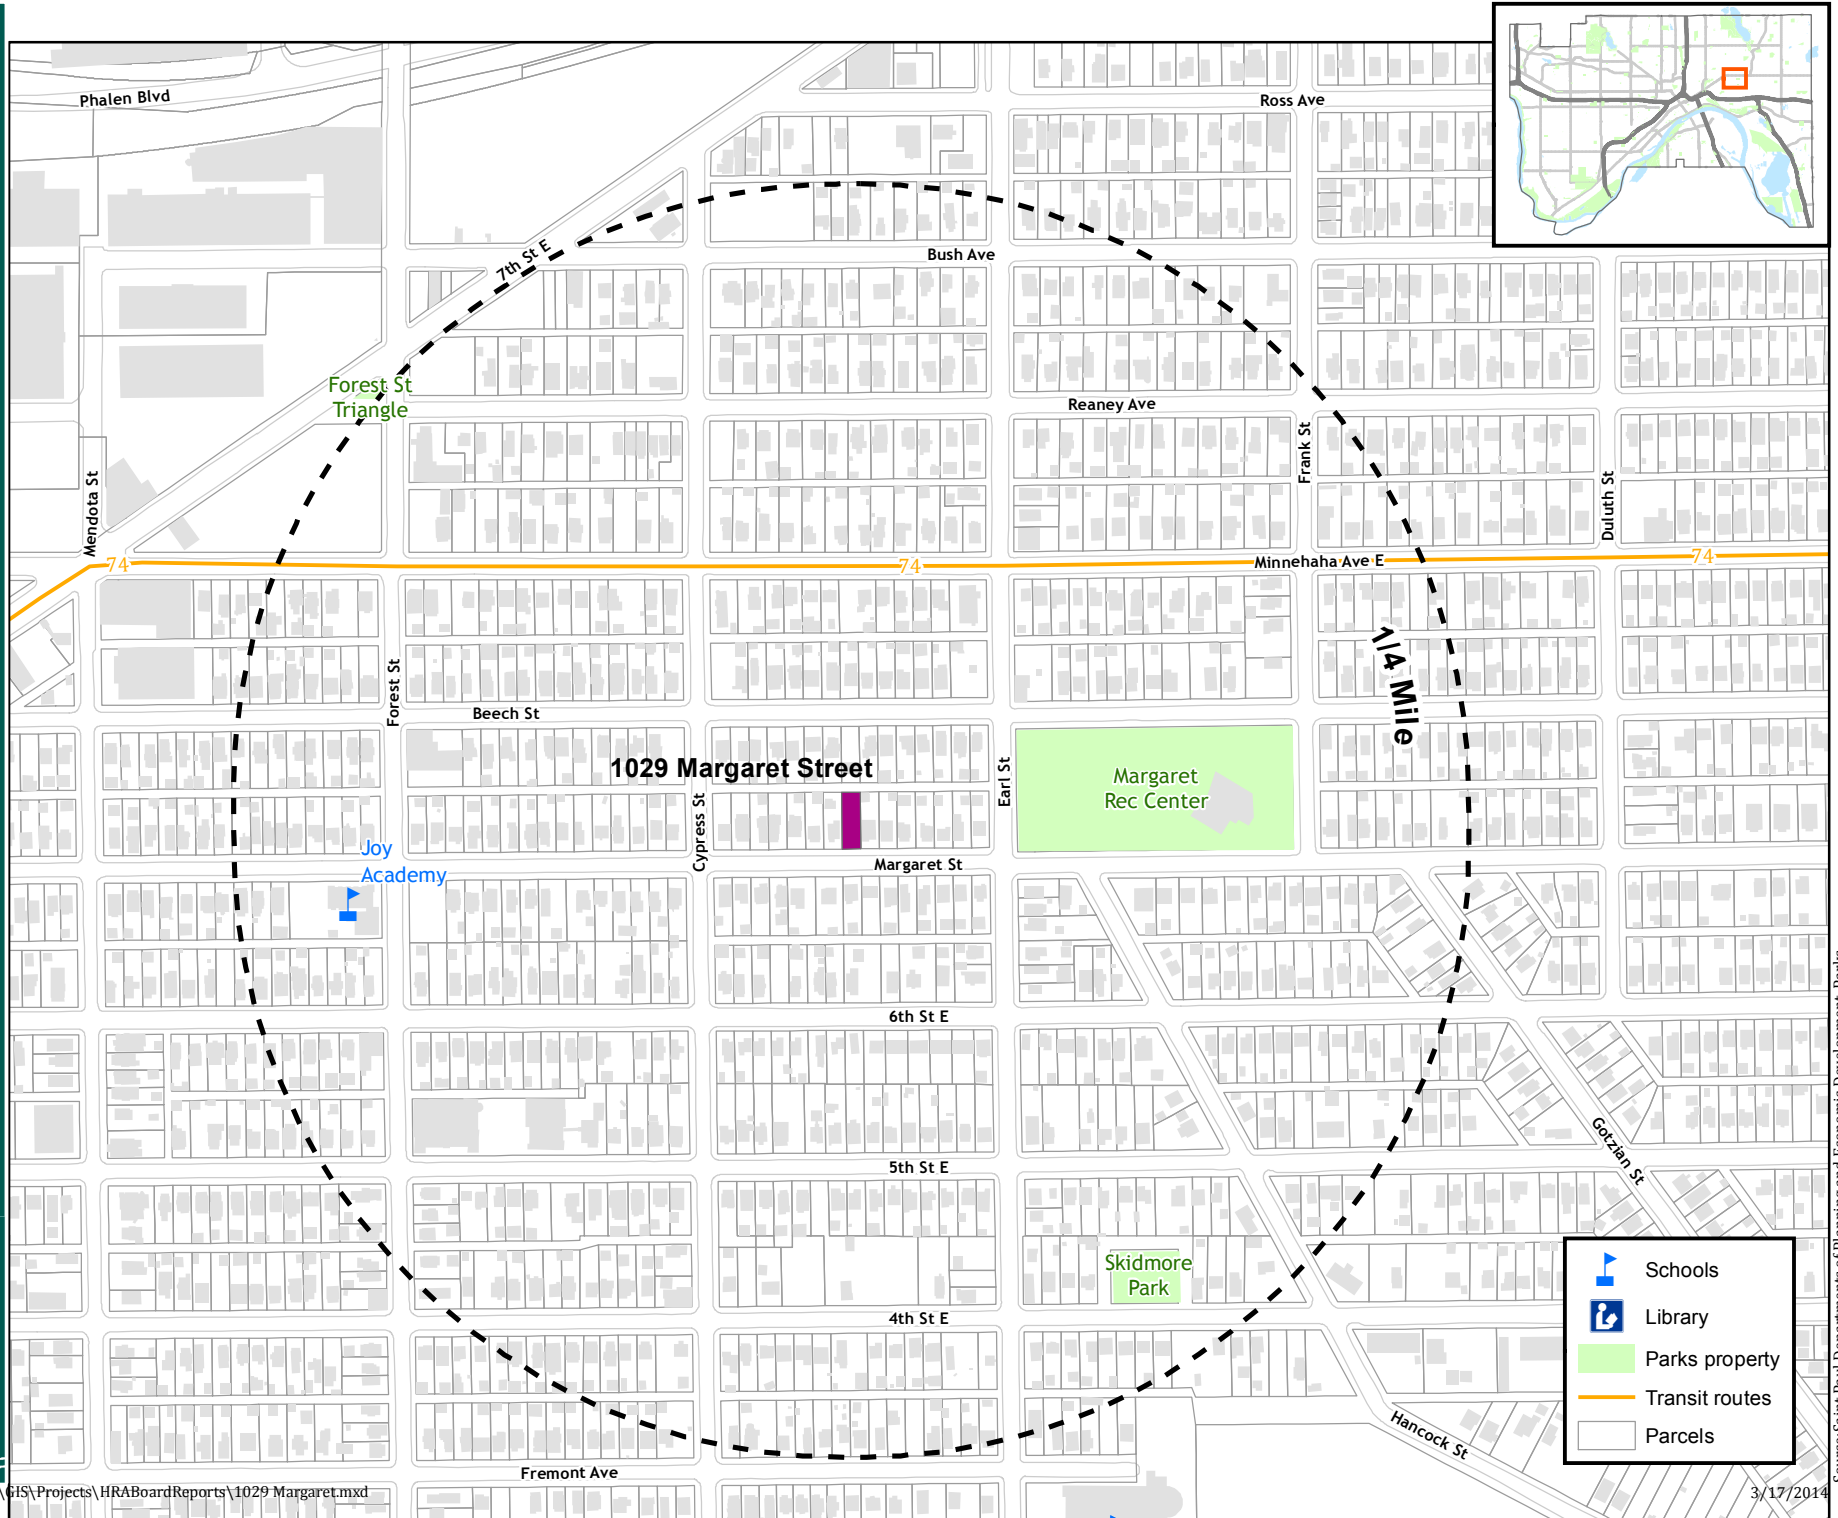 Phalen Blvd
Ross Ave
7th St E
Bush Ave
Forest St
Triangle
Reaney Ave
Frank St
Mendota St
Duluth St
74
74
Minnehaha Ave E
74
1/4 Mile
Forest St
Beech St
1029 Margaret Street
Earl St
Margaret
Rec Center
Cypress St
Joy
Academy
Margaret St
6th St E
Gotzian St
5th St E
Skidmore
Park
4th St E
Schools
Library
Parks property
Transit routes
Parcels
Hancock St
Fremont Ave
\GIS\Projects\HRABoardReports\1029 Margaret.mxd
3/17/2014